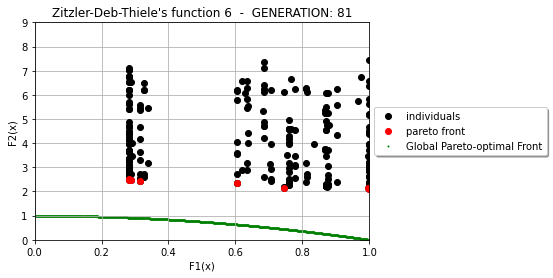 Zitzler-Deb-Thiele's function 6 - GENERATION: 81
9
8
7
6
5
4
3
2
1
0
F2(x)
0.0 0.2 0.4 0.6 0.8 1.0
F1(x)
individuals
pareto front
Global Pareto-optimal Front